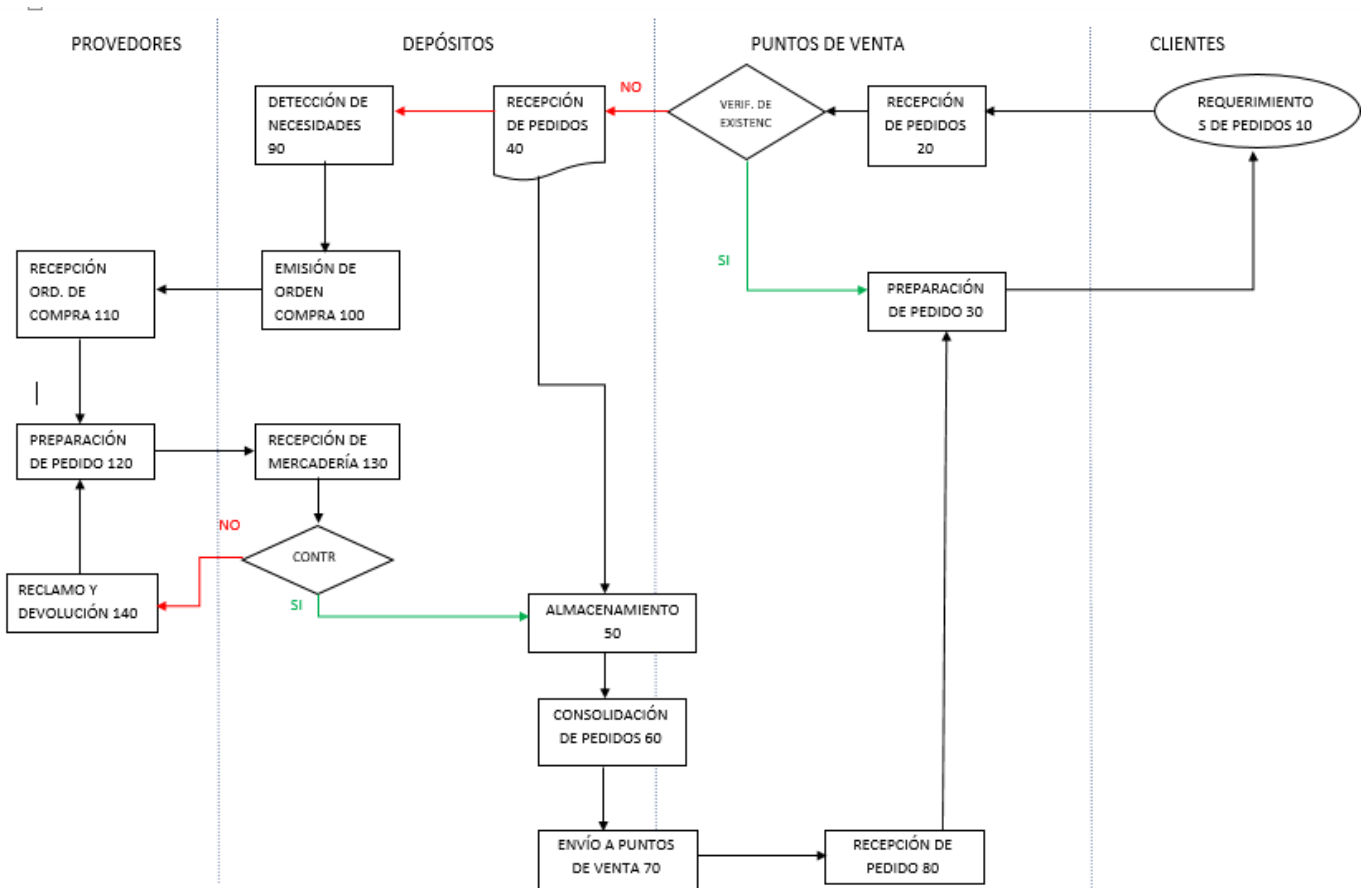 PROVEDORES
DEPÓSITOS
PUNTOS DE VENTA
CLIENTES
DETECCIÓN DE
NECESIDADES
90
RECEPCIÓN
DE PEDIDOS
40
NO
VERIF. DE
EXISTENC
RECEPCIÓN
DE PEDIDOS
20
REQUERIMIENTO
S DE PEDIDOS 10
SI
RECEPCIÓN
ORD. DE
COMPRA 110
EMISIÓN DE
ORDEN
COMPRA 100
PREPARACIÓN
DE PEDIDO 30
PREPARACIÓN
DE PEDIDO 120
RECEPCIÓN DE
MERCADERÍA 130
NO
CONTR
SI
RECLAMO Y
DEVOLUCIÓN 140
ALMACENAMIENTO
50
CONSOLIDACIÓN
DE PEDIDOS 60
ENVÍO A PUNTOS
DE VENTA 70
RECEPCIÓN DE
PEDIDO 80